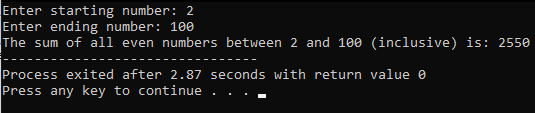 Enter starting number: 2
Enter ending number: 100
The sum of all even numbers between 2 and 100 (inclusive) is: 2550
--------------------------------
Process exited after 2.87 seconds with return value 0
Press any key to continue . . .